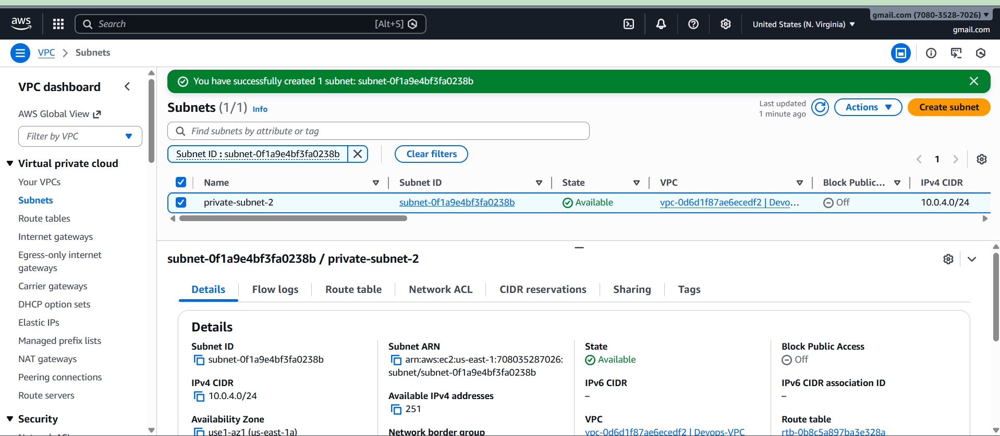 aws
Search
[Alt+S]
United States (N. Virginia)
gmail.com (7080-3528-7026)
gmail.com
VPC
Subnets
VPC dashboard
AWS Global View
Filter by VPC
Virtual private cloud
Your VPCs
Subnets
Route tables
Internet gateways
Egress-only internet
gateways
Carrier gateways
DHCP option sets
Elastic IPs
Managed prefix lists
NAT gateways
Peering connections
Route servers
Security
You have successfully created 1 subnet: subnet-0f1a9e4bf3fa0238b
Subnets (1/1) Info
Last updated
1 minute ago
Actions
Create subnet
Find subnets by attribute or tag
Subnet ID : subnet-0f1a9e4bf3fa0238b
Clear filters
1
Name Subnet ID State VPC Block Public... IPv4 CIDR
private-subnet-2 subnet-0f1a9e4bf3fa0238b Available vpc-0d6d1f87ae6ecedf2 | Devo... Off 10.0.4.0/24
subnet-0f1a9e4bf3fa0238b / private-subnet-2
Details Flow logs Route table Network ACL CIDR reservations Sharing Tags
Details
Subnet ID
subnet-0f1a9e4bf3fa0238b
IPv4 CIDR
10.0.4.0/24
Availability Zone
use1-az1 (us-east-1a)
Subnet ARN
arn:aws:ec2:us-east-1:708035287026:
subnet/subnet-0f1a9e4bf3fa0238b
Available IPv4 addresses
251
Network border group
State
Available
IPv6 CIDR
–
VPC
vpc-0d6d1f87ae6ecedf2 | Devops-VPC
Block Public Access
Off
IPv6 CIDR association ID
–
Route table
rtb-0b8c5a897ba3e328a